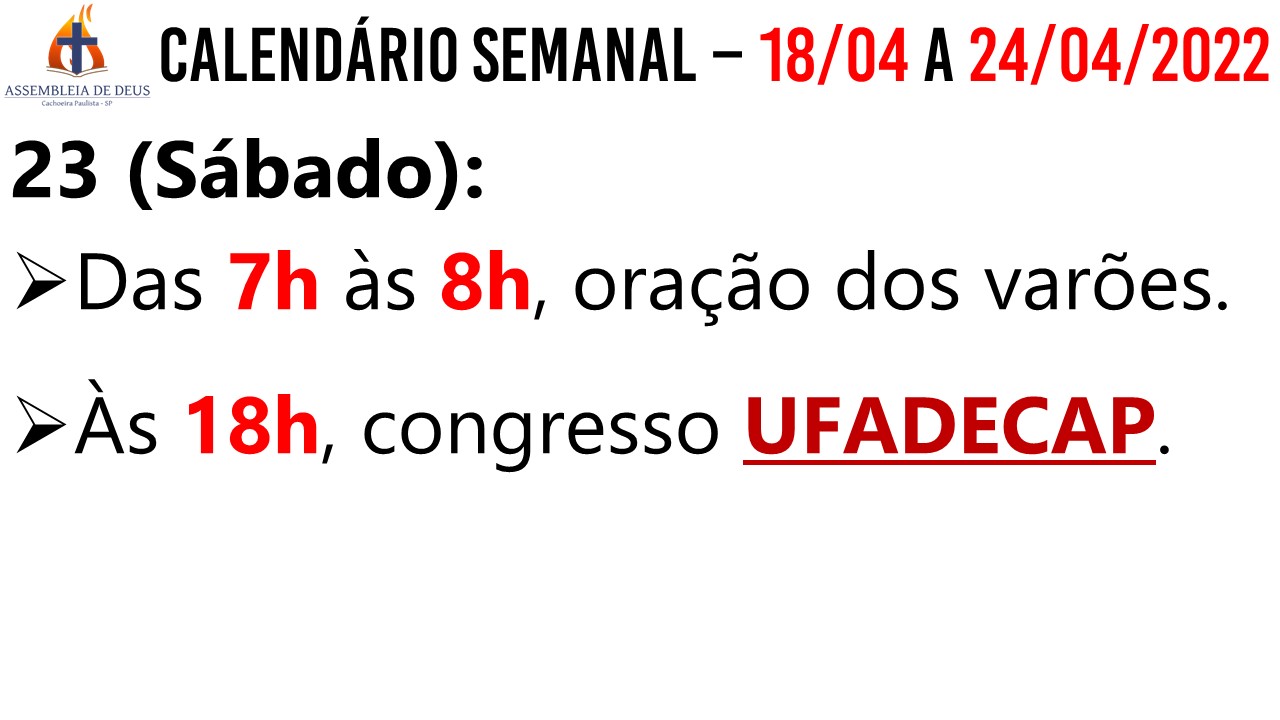 ASSEMBLEIA DE DEUS
Cachoeira Paulista - SP
CALENDÁRIO SEMANAL – 18/04 A 24/04/2022
23 (Sábado):
➢Das 7h às 8h, oração dos varões.
➢Às 18h, congresso UFADECAP.